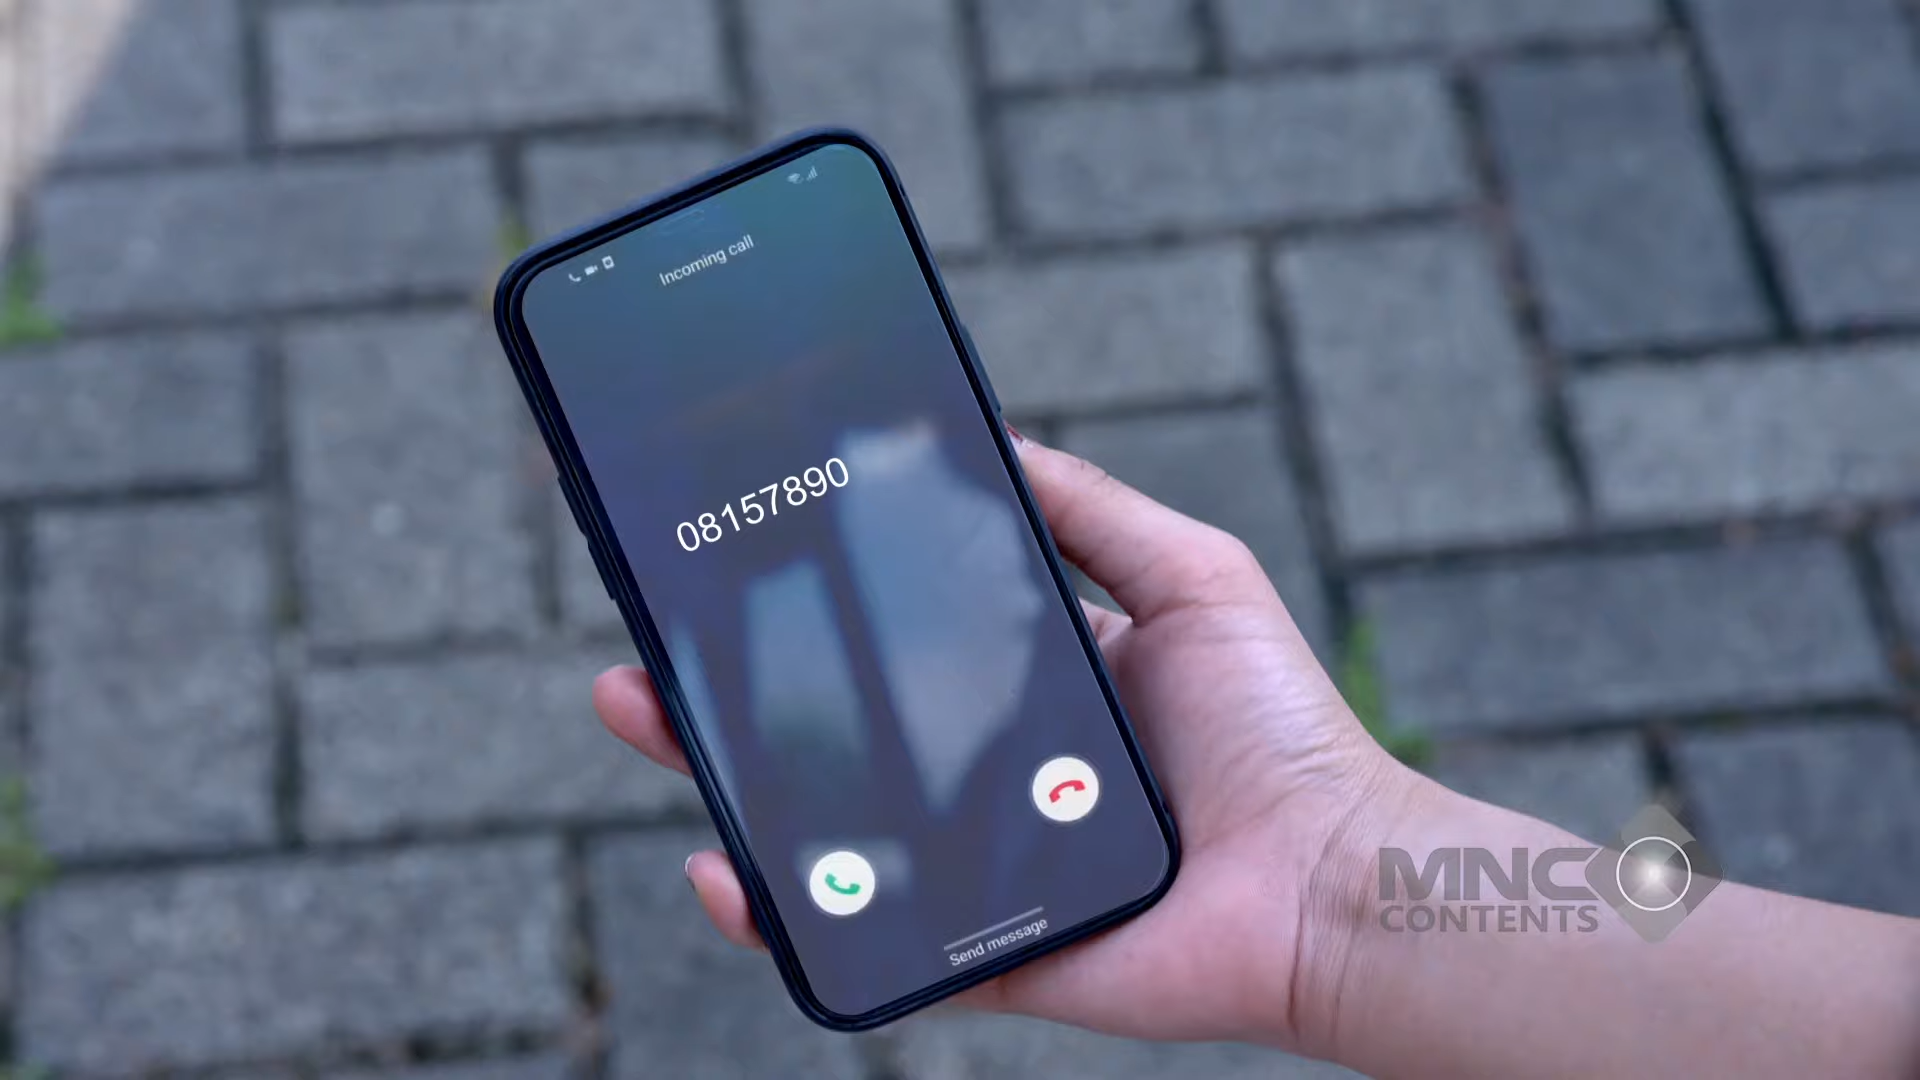 Incoming call
08157890
Send message
MNC
CONTENTS